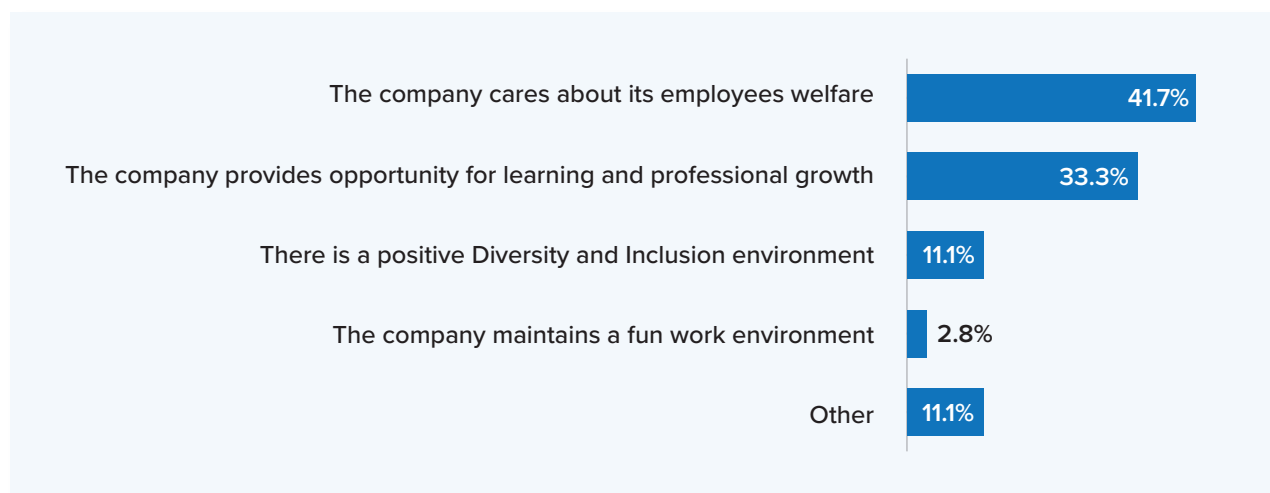 The company cares about its employees welfare
41.7%
The company provides opportunity for learning and professional growth
33.3%
There is a positive Diversity and Inclusion environment
11.1%
The company maintains a fun work environment
2.8%
Other
11.1%